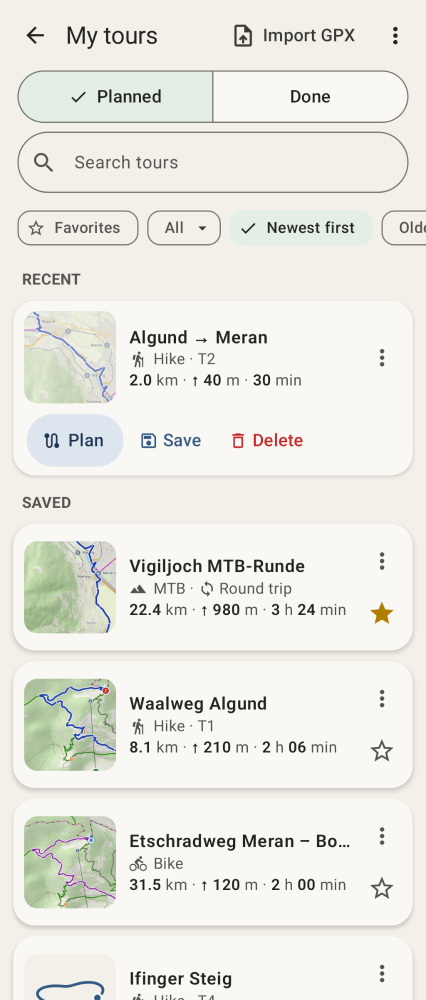 My tours
Import GPX
Planned
Done
Search tours
Favorites
All
Newest first
RECENT
Algund → Meran
Hike · T2
2.0 km · ↑ 40 m · 30 min
Plan
Save
Delete
SAVED
Vigiljoch MTB-Runde
MTB · Round trip
22.4 km · ↑ 980 m · 3 h 24 min
Waalweg Algund
Hike · T1
8.1 km · ↑ 210 m · 2 h 06 min
Etschradweg Meran – Bo…
Bike
31.5 km · ↑ 120 m · 2 h 00 min
Ifinger Steig
Hike · T4